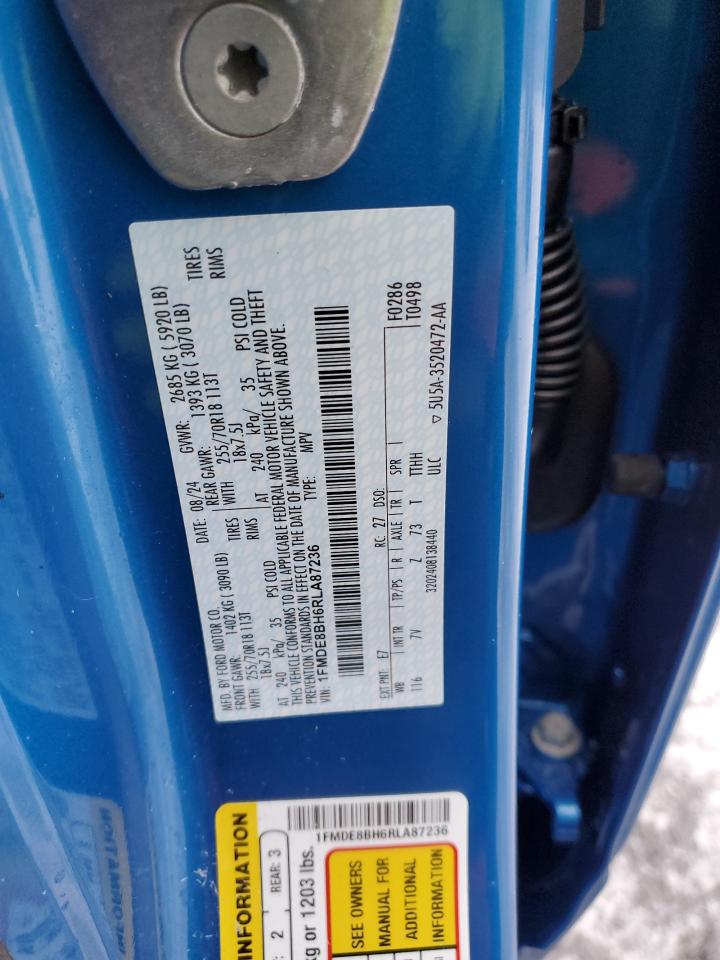 MFD. BY FORD MOTOR CO.
DATE: 08/24
GVWR: 2685 KG ( 5920 LB)
FRONT GAWR: 1402 KG ( 3090 LB)
REAR GAWR: 1393 KG ( 3070 LB)
WITH 255/70R18 113T TIRES
WITH 255/70R18 113T TIRES
18x7.5J RIMS
18x7.5J RIMS
AT 240 kPa/ 35 PSI COLD
AT 240 kPa/ 35 PSI COLD
THIS VEHICLE CONFORMS TO ALL APPLICABLE FEDERAL MOTOR VEHICLE SAFETY AND THEFT
PREVENTION STANDARDS IN EFFECT ON THE DATE OF MANUFACTURE SHOWN ABOVE.
VIN: 1FMDE8BH6RLA87236
TYPE: MPV
F0286
T0498
EXT PNT: E7 RC: 27 DSO:
WB INT TR TP/PS R AXLE TR SPR
116 7V Z 73 T TTHH
3202408138440 ULC
▽ 5U5A-3520472-AA
INFORMATION
2 REAR: 3
kg or 1203 lbs.
1FMDE8BH6RLA87236
SEE OWNERS
MANUAL FOR
ADDITIONAL
INFORMATION